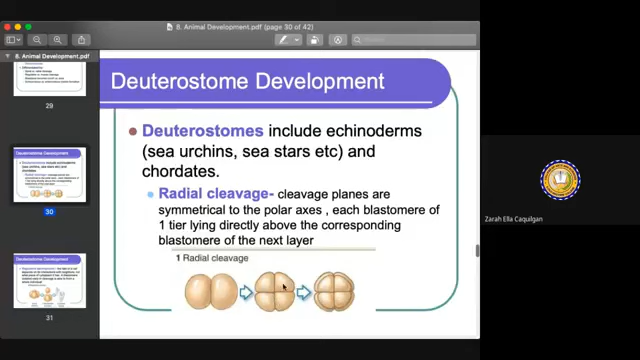 8. Animal Development.pdf (page 30 of 42)
Search
8. Animal Development.pdf
29
Deuterostome Development
30
31
Deuterostome Development
Deuterostomes include echinoderms
(sea urchins, sea stars etc) and
chordates.
Radial cleavage- cleavage planes are
symmetrical to the polar axes , each blastomere of
1 tier lying directly above the corresponding
blastomere of the next layer
1 Radial cleavage
Zarah Ella Caquilgan